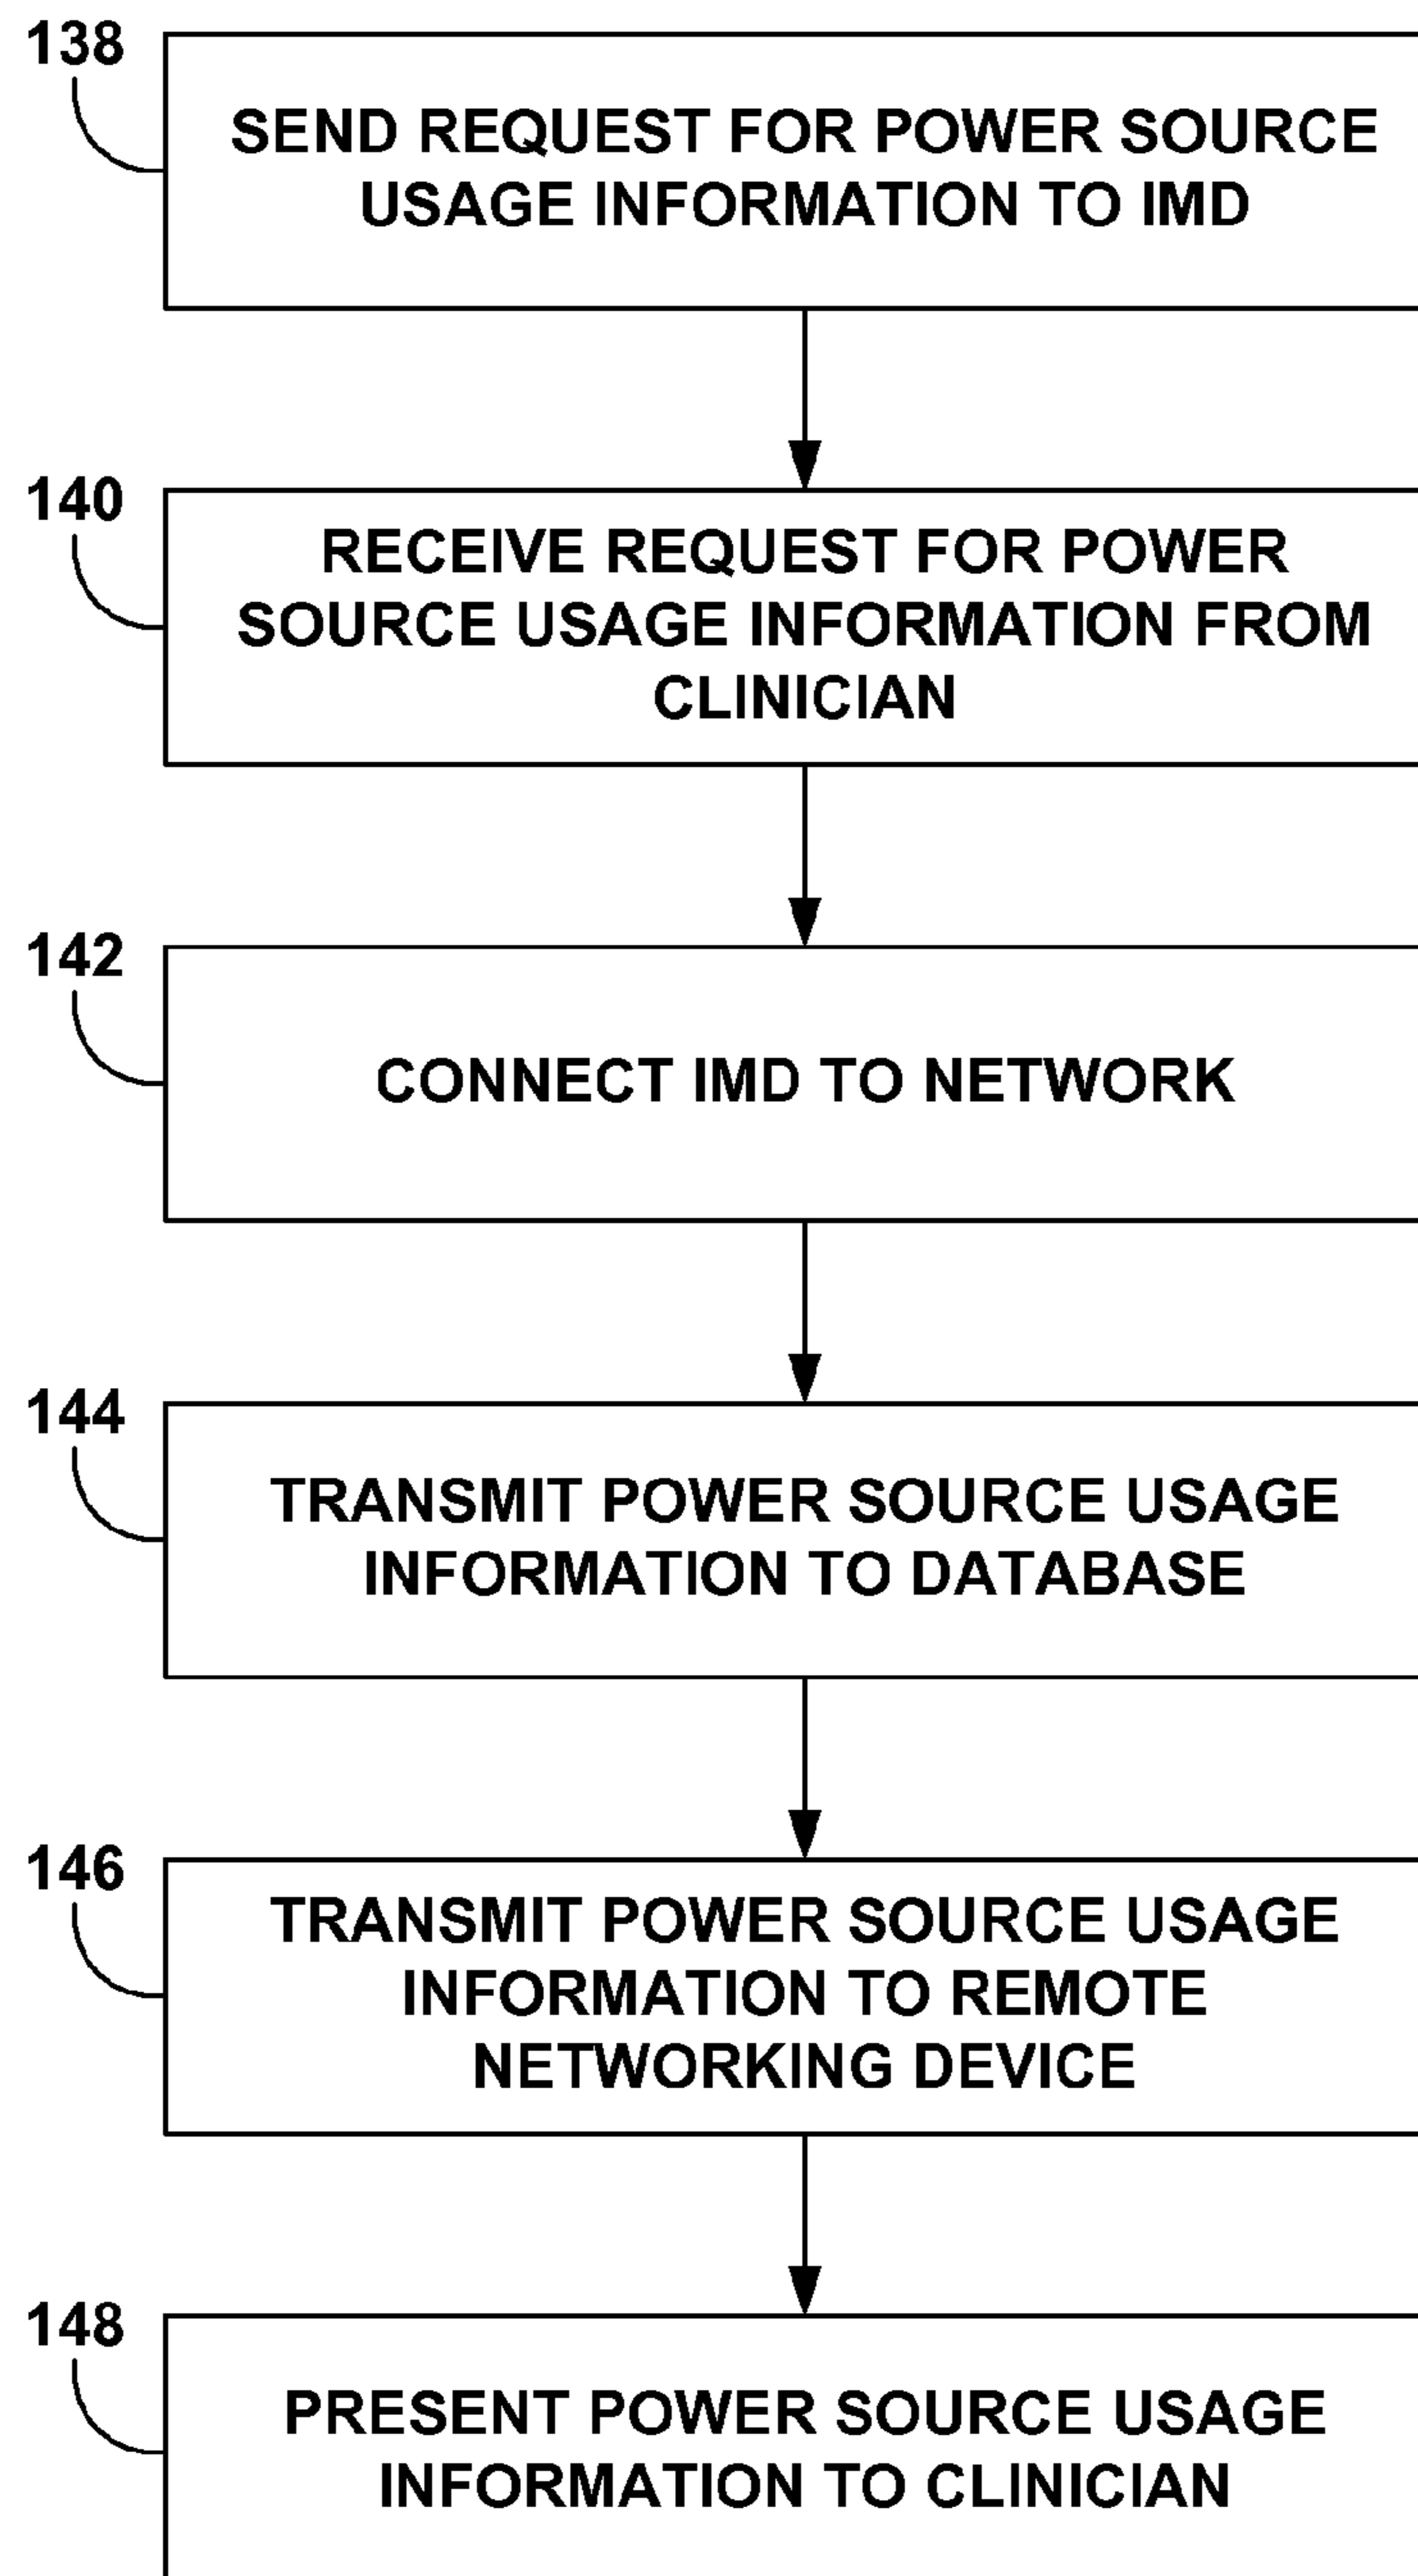 138
SEND REQUEST FOR POWER SOURCE
USAGE INFORMATION TO IMD
140
RECEIVE REQUEST FOR POWER
SOURCE USAGE INFORMATION FROM
CLINICIAN
142
CONNECT IMD TO NETWORK
144
TRANSMIT POWER SOURCE USAGE
INFORMATION TO DATABASE
146
TRANSMIT POWER SOURCE USAGE
INFORMATION TO REMOTE
NETWORKING DEVICE
148
PRESENT POWER SOURCE USAGE
INFORMATION TO CLINICIAN